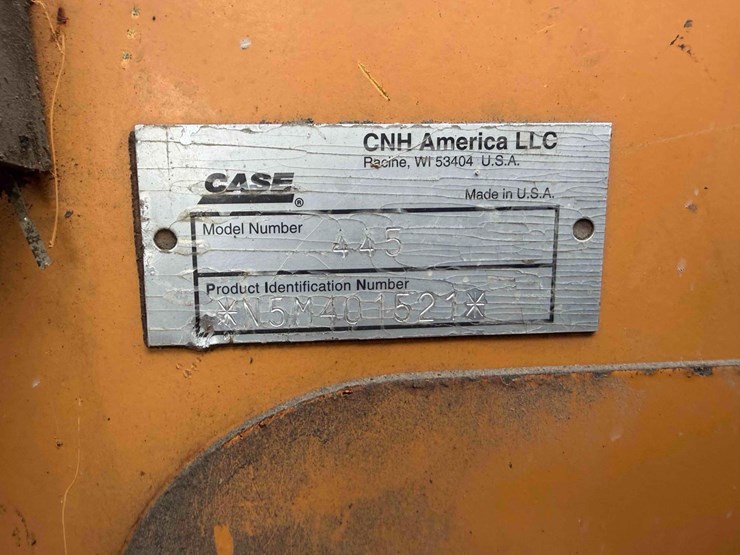 CNH America LLC
Racine, WI 53404 U.S.A.
CASE ®
Made in U.S.A.
Model Number
445
Product Identification Number
*N5M401521*